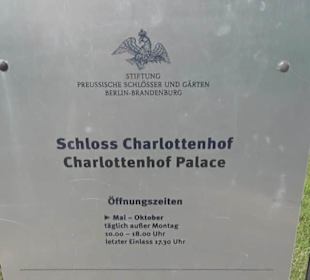 STIFTUNG
PREUSSISCHE SCHLÖSSER UND GÄRTEN
BERLIN-BRANDENBURG
Schloss Charlottenhof
Charlottenhof Palace
Öffnungszeiten
▶ Mai – Oktober
täglich außer Montag
10.00 – 18.00 Uhr
letzter Einlass 17.30 Uhr